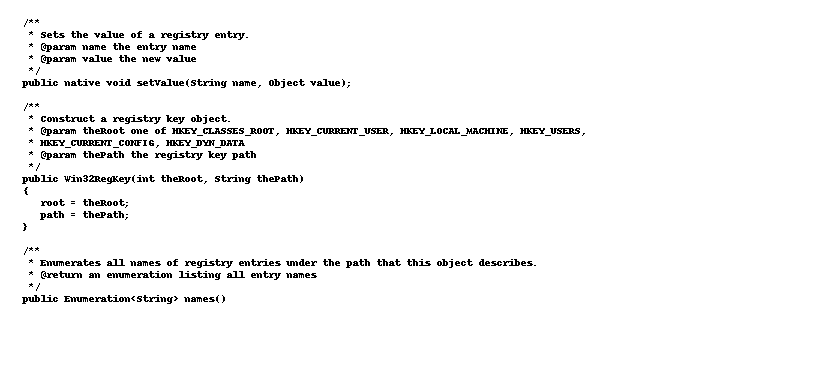 /**
 * Sets the value of a registry entry.
 * @param name the entry name
 * @param value the new value
 */
public native void setValue(String name, Object value);

/**
 * Construct a registry key object.
 * @param theRoot one of HKEY_CLASSES_ROOT, HKEY_CURRENT_USER, HKEY_LOCAL_MACHINE, HKEY_USERS,
 * HKEY_CURRENT_CONFIG, HKEY_DYN_DATA
 * @param thePath the registry key path
 */
public Win32RegKey(int theRoot, String thePath)
{
   root = theRoot;
   path = thePath;
}

/**
 * Enumerates all names of registry entries under the path that this object describes.
 * @return an enumeration listing all entry names
 */
public Enumeration<String> names()